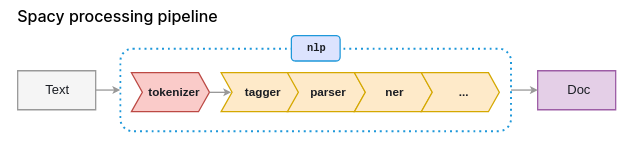 Spacy processing pipeline
nlp
Text
tokenizer
tagger
parser
ner
...
Doc